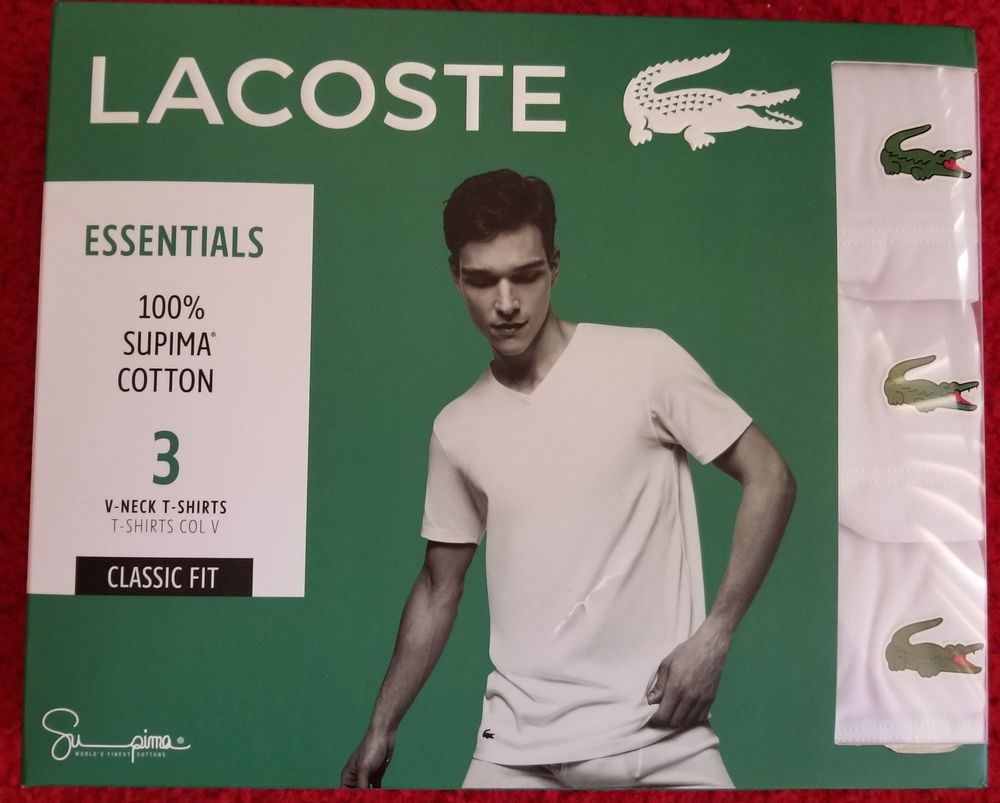 LACOSTE
ESSENTIALS
100%
SUPIMA®
COTTON
3
V-NECK T-SHIRTS
T-SHIRTS COL V
CLASSIC FIT
Supima®
WORLD'S FINEST COTTONS